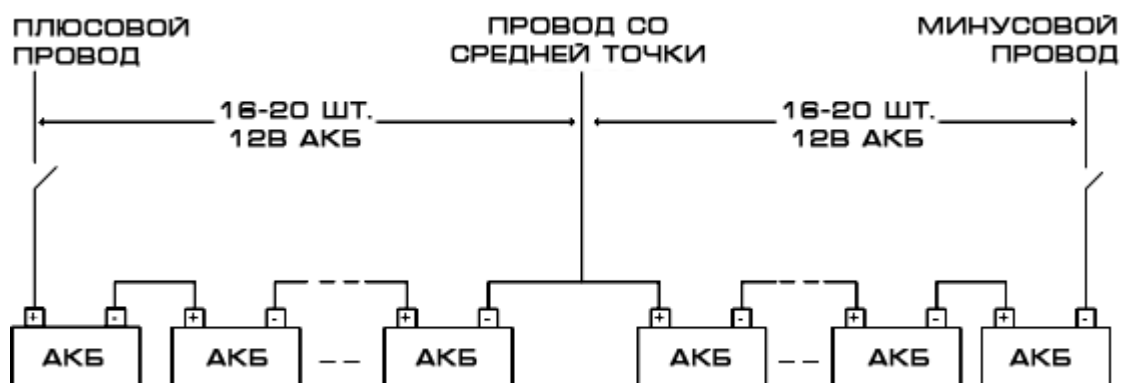 ПЛЮСОВОЙ
ПРОВОД
ПРОВОД СО
СРЕДНЕЙ ТОЧКИ
МИНУСОВОЙ
ПРОВОД
16-20 ШТ.
12В АКБ
16-20 ШТ.
12В АКБ
+ - + - + - + - + - + -
АКБ АКБ АКБ АКБ АКБ АКБ